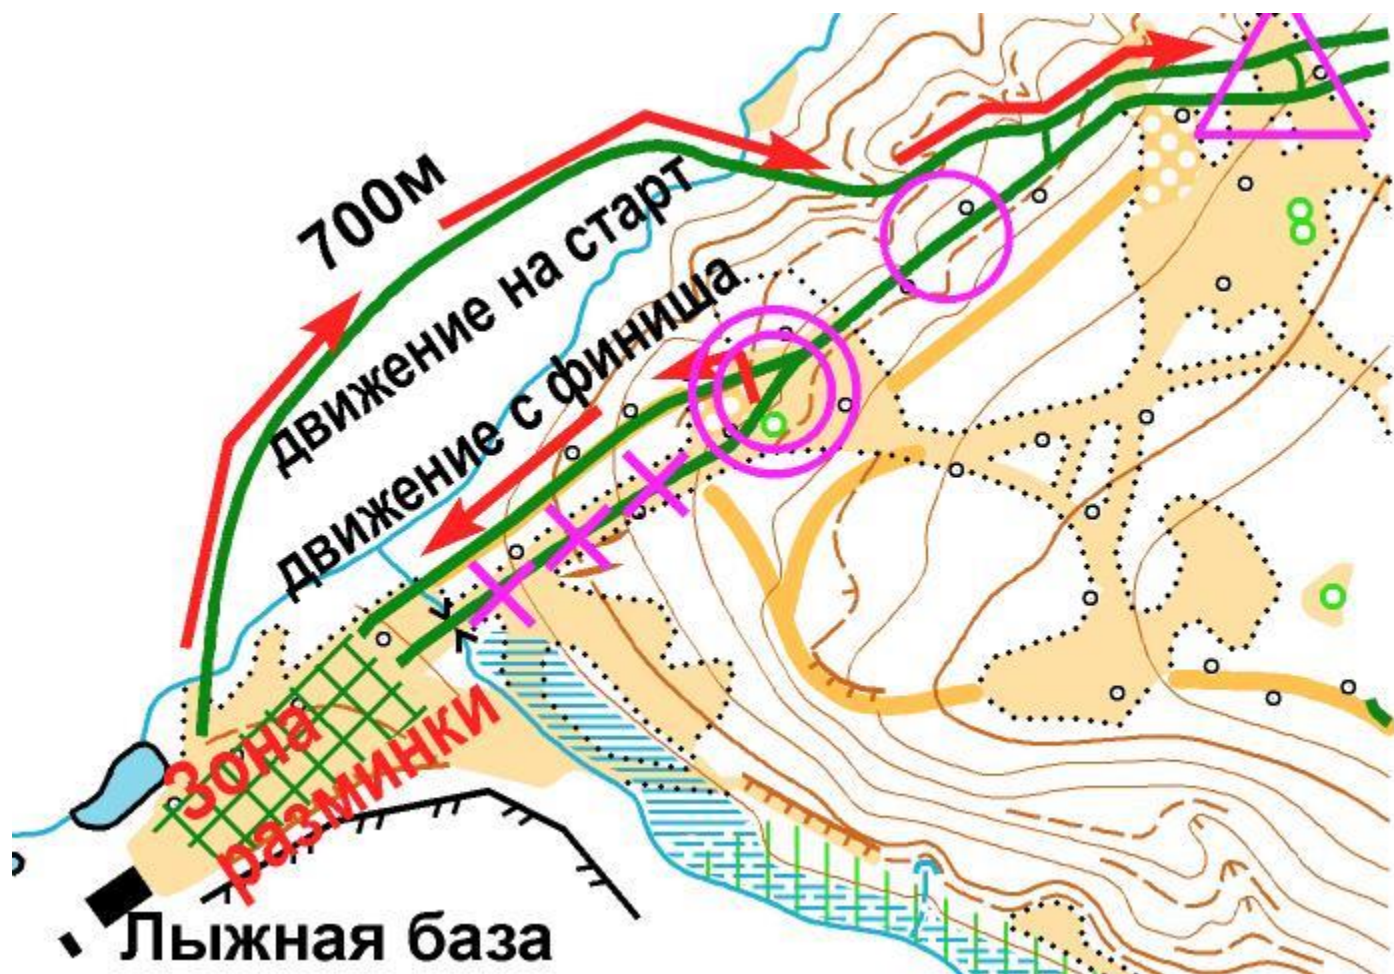 700м
движение на старт
движение с финиша
Зона
разминки
Лыжная база